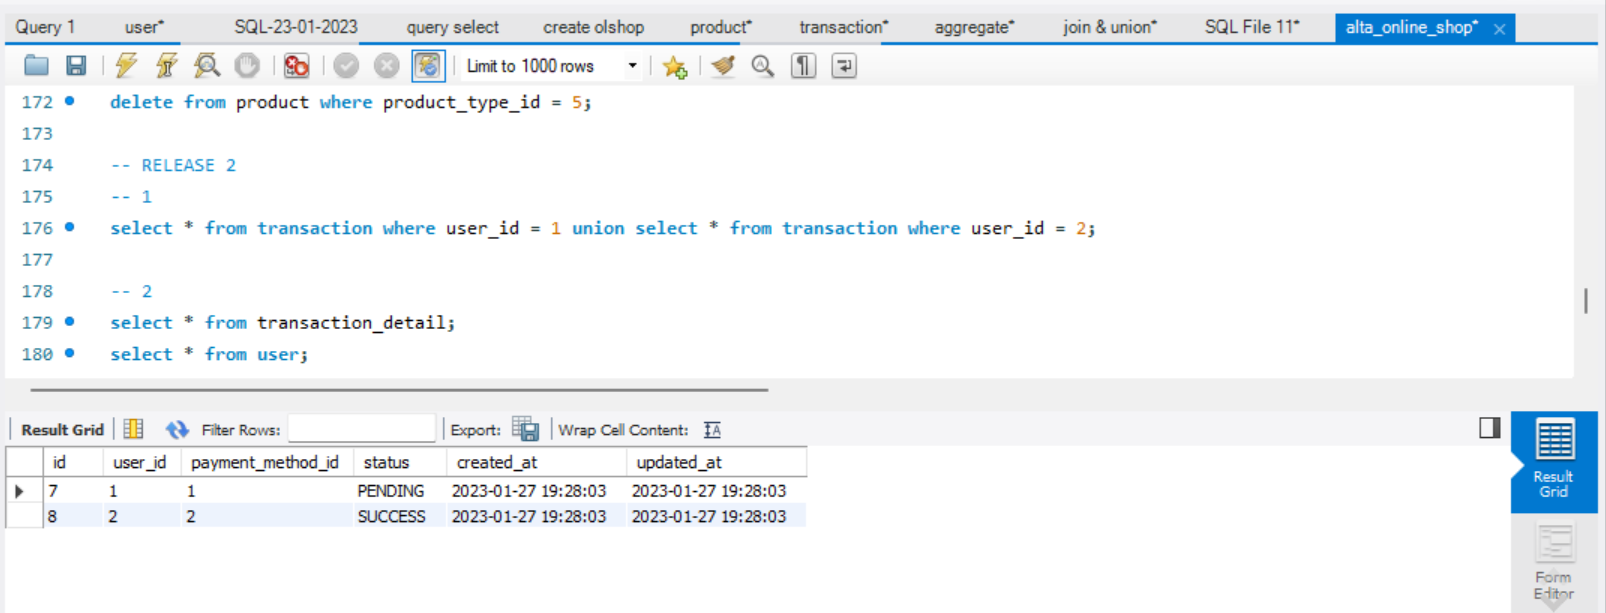 Query 1 user* SQL-23-01-2023 query select create olshop product* transaction* aggregate* join & union* SQL File 11* alta_online_shop* ×
Limit to 1000 rows
172 delete from product where product_type_id = 5;
173
174 -- RELEASE 2
175 -- 1
176 select * from transaction where user_id = 1 union select * from transaction where user_id = 2;
177
178 -- 2
179 select * from transaction_detail;
180 select * from user;
Result Grid Filter Rows: Export: Wrap Cell Content: IA
id user_id payment_method_id status created_at updated_at
7 1 1 PENDING 2023-01-27 19:28:03 2023-01-27 19:28:03
8 2 2 SUCCESS 2023-01-27 19:28:03 2023-01-27 19:28:03
Result
Grid
Form
Editor